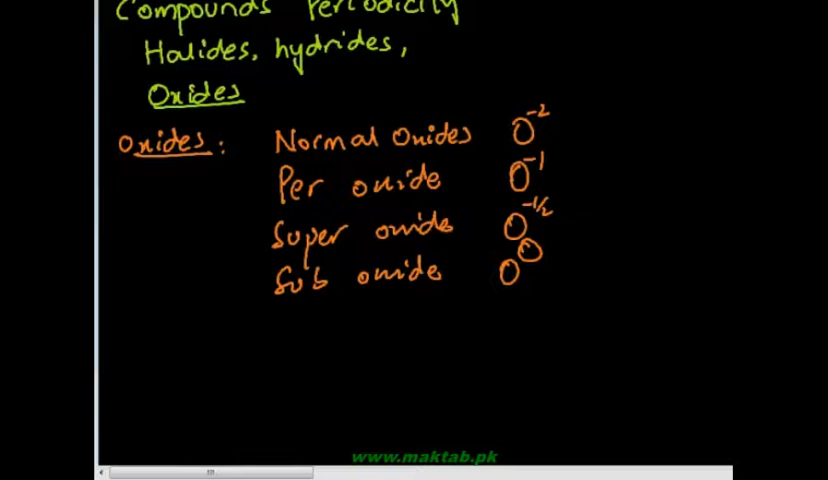 Compounds Periodicity
Halides, hydrides,
Oxides
Oxides: Normal Oxides O⁻²
Per oxide O⁻¹
Super oxide O⁻¹/²
Sub oxide O⁰
www.maktab.pk